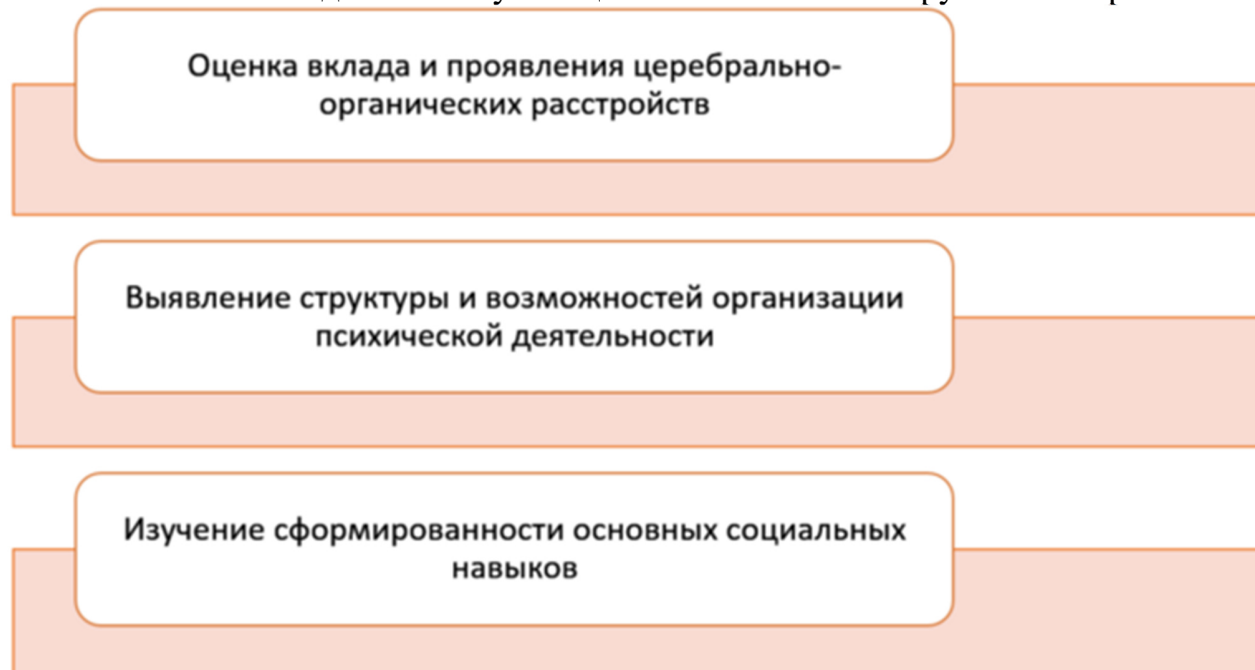 Оценка вклада и проявления церебрально-
органических расстройств
Выявление структуры и возможностей организации
психической деятельности
Изучение сформированности основных социальных
навыков